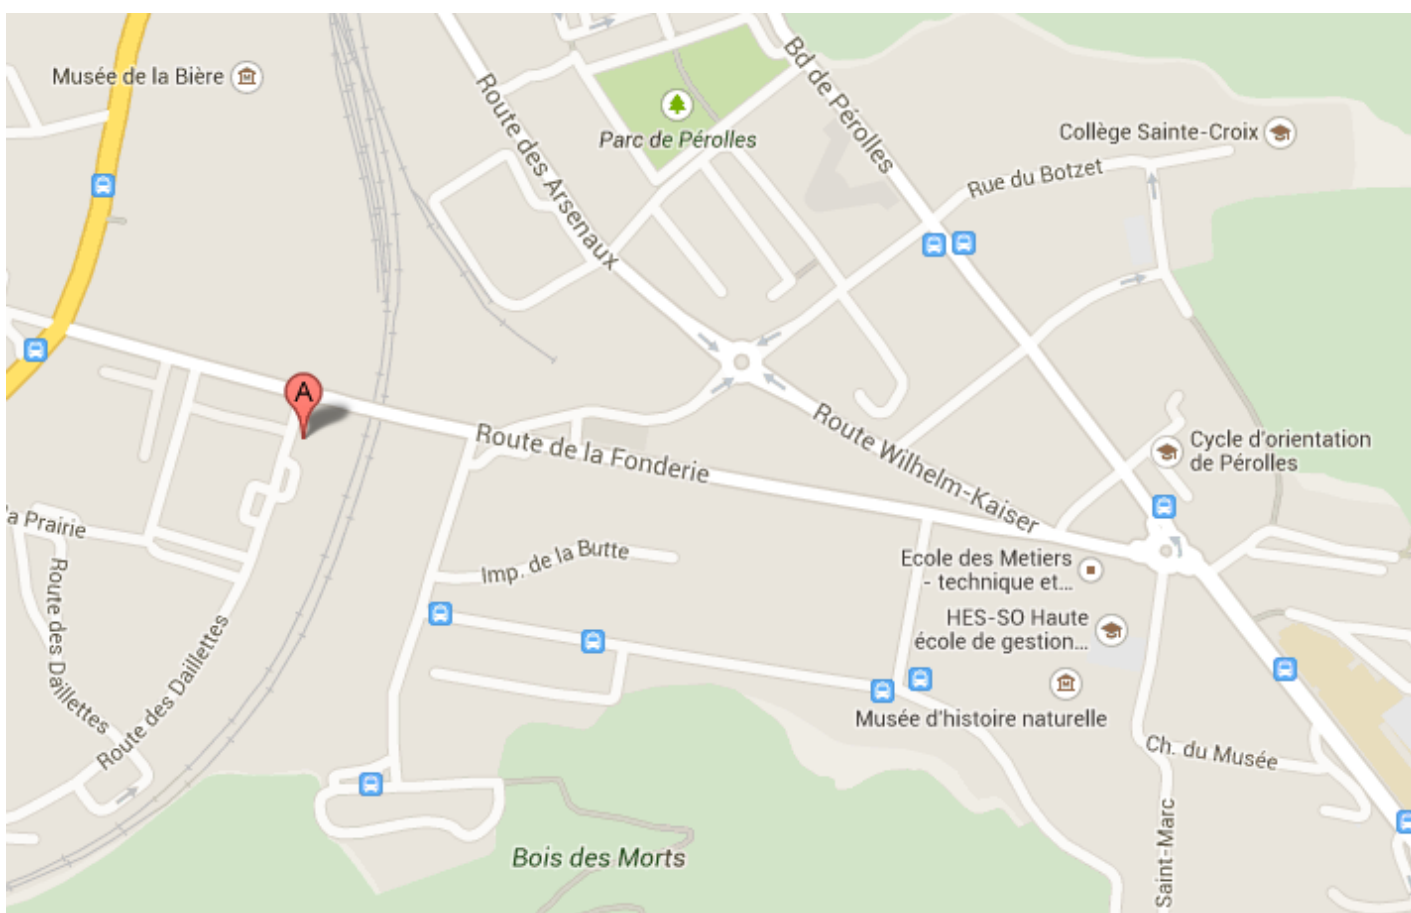 Musée de la Bière
Route des Arsenaux
Parc de Pérolles
Bd de Pérolles
Collège Sainte-Croix
Rue du Botzet
A
Route de la Fonderie
Route Wilhelm-Kaiser
Cycle d'orientation
de Pérolles
a Prairie
Route des Daillettes
Route des Daillettes
Imp. de la Butte
Ecole des Metiers
- technique et...
HES-SO Haute
école de gestion...
Musée d'histoire naturelle
Ch. du Musée
Saint-Marc
Bois des Morts